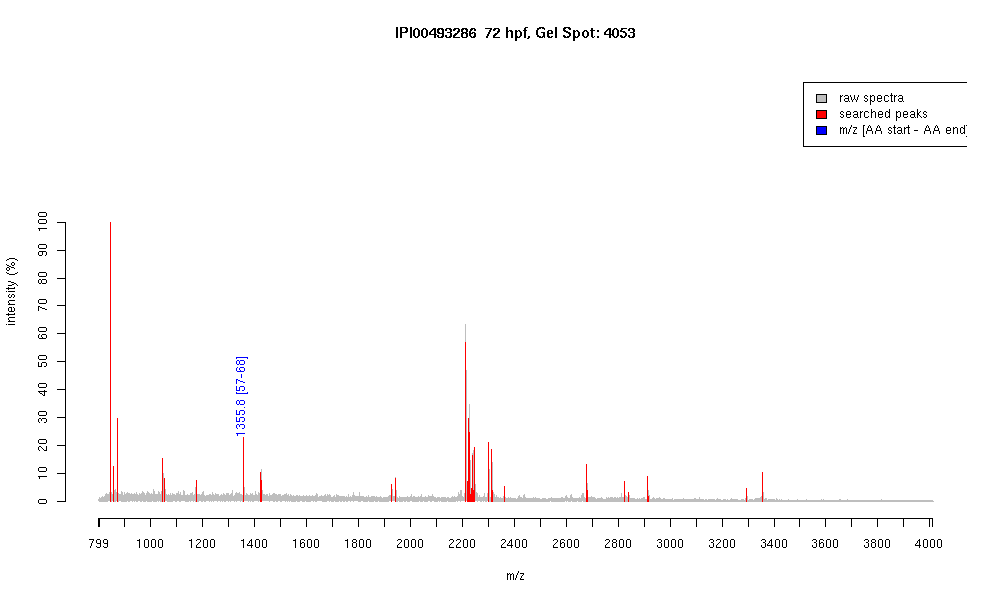 IPI00493286 72 hpf, Gel Spot: 4053
raw spectra
searched peaks
m/z [AA start - AA end]
100
90
80
70
60
50
40
30
20
10
0
intensity (%)
1355.8 [57-68]
799 1000 1200 1400 1600 1800 2000 2200 2400 2600 2800 3000 3200 3400 3600 3800 4000
m/z